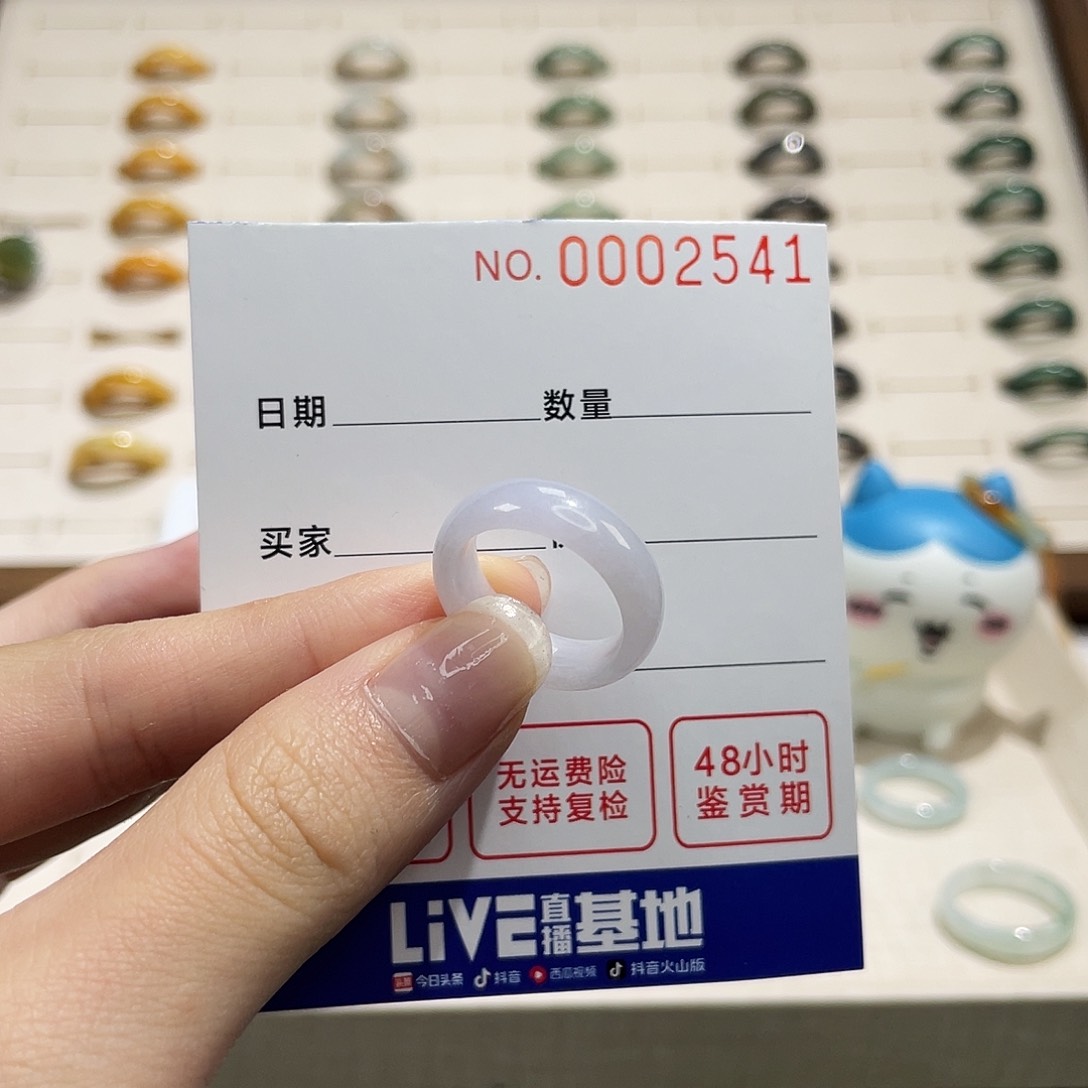 NO. 0002541
日期 数量
买家
无运费险 48小时
支持复检 鉴赏期
LiVE直播基地
今日头条 抖音 西瓜视频 抖音火山版